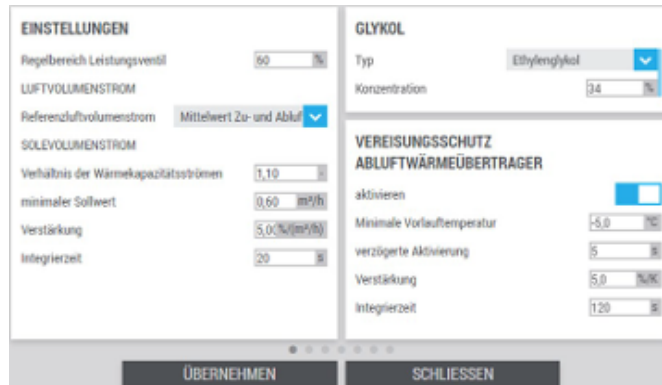 EINSTELLUNGEN
Regelbereich Leistungsventil 60 %
LUFTVOLUMENSTROM
Referenzluftvolumenstrom Mittelwert Zu- und Abluf
SOLEVOLUMENSTROM
Verhältnis der Wärmekapazitätsströmen 1,10 -
minimaler Sollwert 0,60 m³/h
Verstärkung 5,00 %/(m³/h)
Integrierzeit 20 s
GLYKOL
Typ Ethylenglykol
Konzentration 34 %
VEREISUNGSSCHUTZ
ABLUFTWÄRMEÜBERTRAGER
aktivieren
Minimale Vorlauftemperatur -5,0 °C
verzögerte Aktivierung 5 s
Verstärkung 5,0 %/K
Integrierzeit 120 s
ÜBERNEHMEN SCHLIESSEN